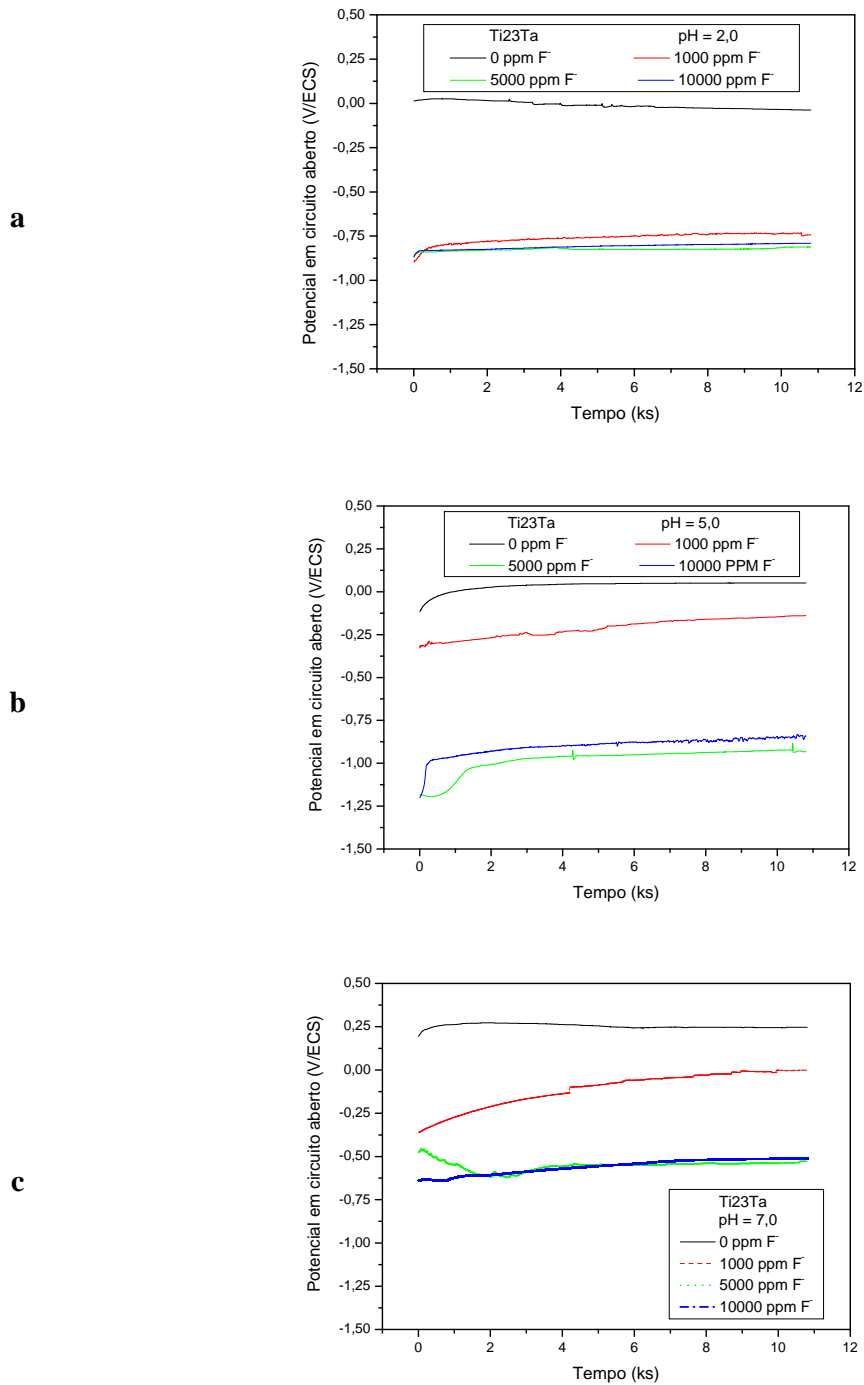 a
Potencial em circuito aberto (V/ECS)
0,50
0,25
0,00
-0,25
-0,50
-0,75
-1,00
-1,25
-1,50
Ti23Ta pH = 2,0
0 ppm F⁻ 1000 ppm F⁻
5000 ppm F⁻ 10000 ppm F⁻
0 2 4 6 8 10 12
Tempo (ks)
b
Potencial em circuito aberto (V/ECS)
0,50
0,25
0,00
-0,25
-0,50
-0,75
-1,00
-1,25
-1,50
Ti23Ta pH = 5,0
0 ppm F⁻ 1000 ppm F⁻
5000 ppm F⁻ 10000 PPM F⁻
0 2 4 6 8 10 12
Tempo (ks)
c
Potencial em circuito aberto (V/ECS)
0,50
0,25
0,00
-0,25
-0,50
-0,75
-1,00
-1,25
-1,50
Ti23Ta
pH = 7,0
0 ppm F⁻
1000 ppm F⁻
5000 ppm F⁻
10000 ppm F⁻
0 2 4 6 8 10 12
Tempo (ks)